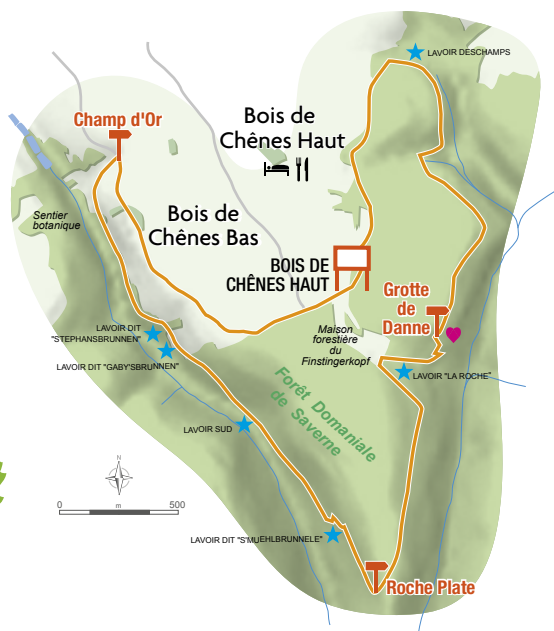 LAVOIR DESCHAMPS
Champ d'Or
Bois de
Chênes Haut
Sentier
botanique
Bois de
Chênes Bas
BOIS DE
CHÊNES HAUT
Grotte
de
Danne
LAVOIR DIT
"STEPHANSBRUNNEN"
LAVOIR DIT "GABY'SBRUNNEN"
Maison
forestière
du
Finstingerkopf
LAVOIR "LA ROCHE"
Forêt Domaniale
de Saverne
LAVOIR SUD
N
0 m 500
LAVOIR DIT "S'MUEHLBRUNNELE"
Roche Plate